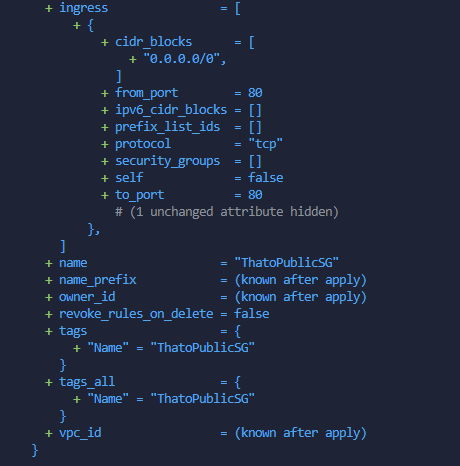 + ingress                = [
    + {
        + cidr_blocks      = [
            + "0.0.0.0/0",
          ]
        + from_port        = 80
        + ipv6_cidr_blocks = []
        + prefix_list_ids  = []
        + protocol         = "tcp"
        + security_groups  = []
        + self             = false
        + to_port          = 80
          # (1 unchanged attribute hidden)
      },
  ]
+ name                   = "ThatoPublicSG"
+ name_prefix            = (known after apply)
+ owner_id               = (known after apply)
+ revoke_rules_on_delete = false
+ tags                   = {
    + "Name" = "ThatoPublicSG"
  }
+ tags_all               = {
    + "Name" = "ThatoPublicSG"
  }
+ vpc_id                 = (known after apply)
}